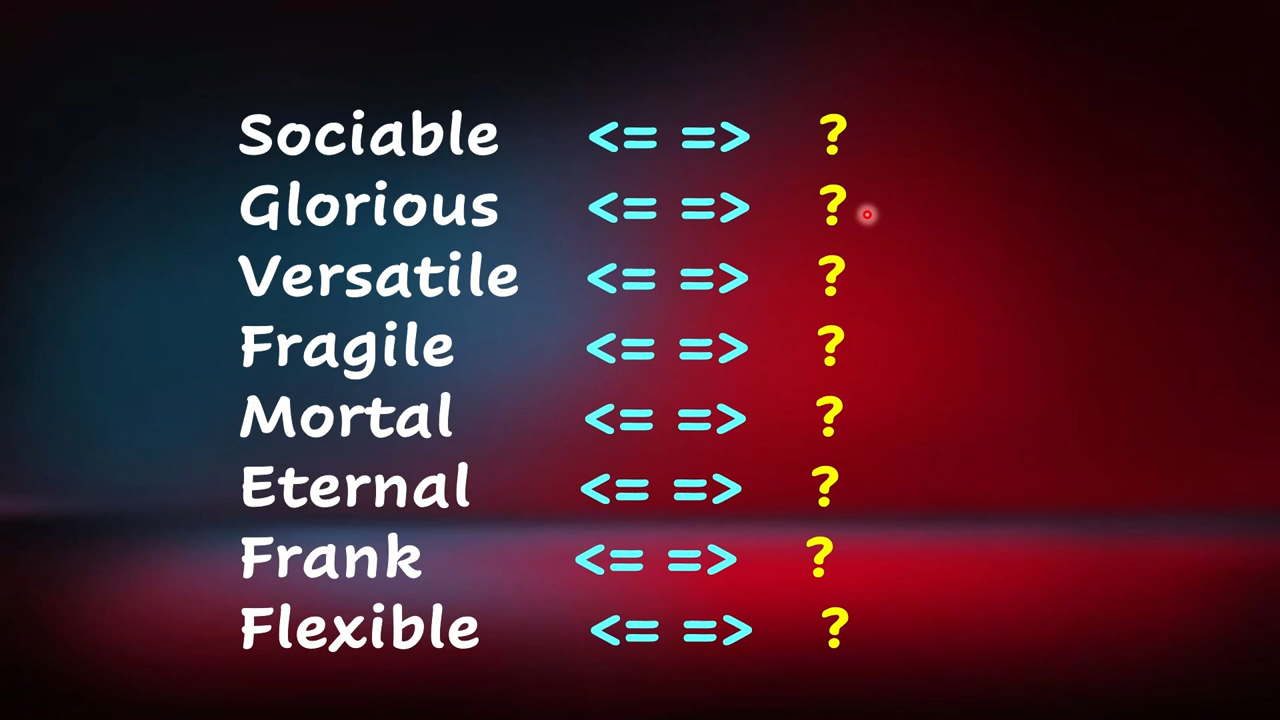 Sociable <= => ?
Glorious <= => ?
Versatile <= => ?
Fragile <= => ?
Mortal <= => ?
Eternal <= => ?
Frank <= => ?
Flexible <= => ?